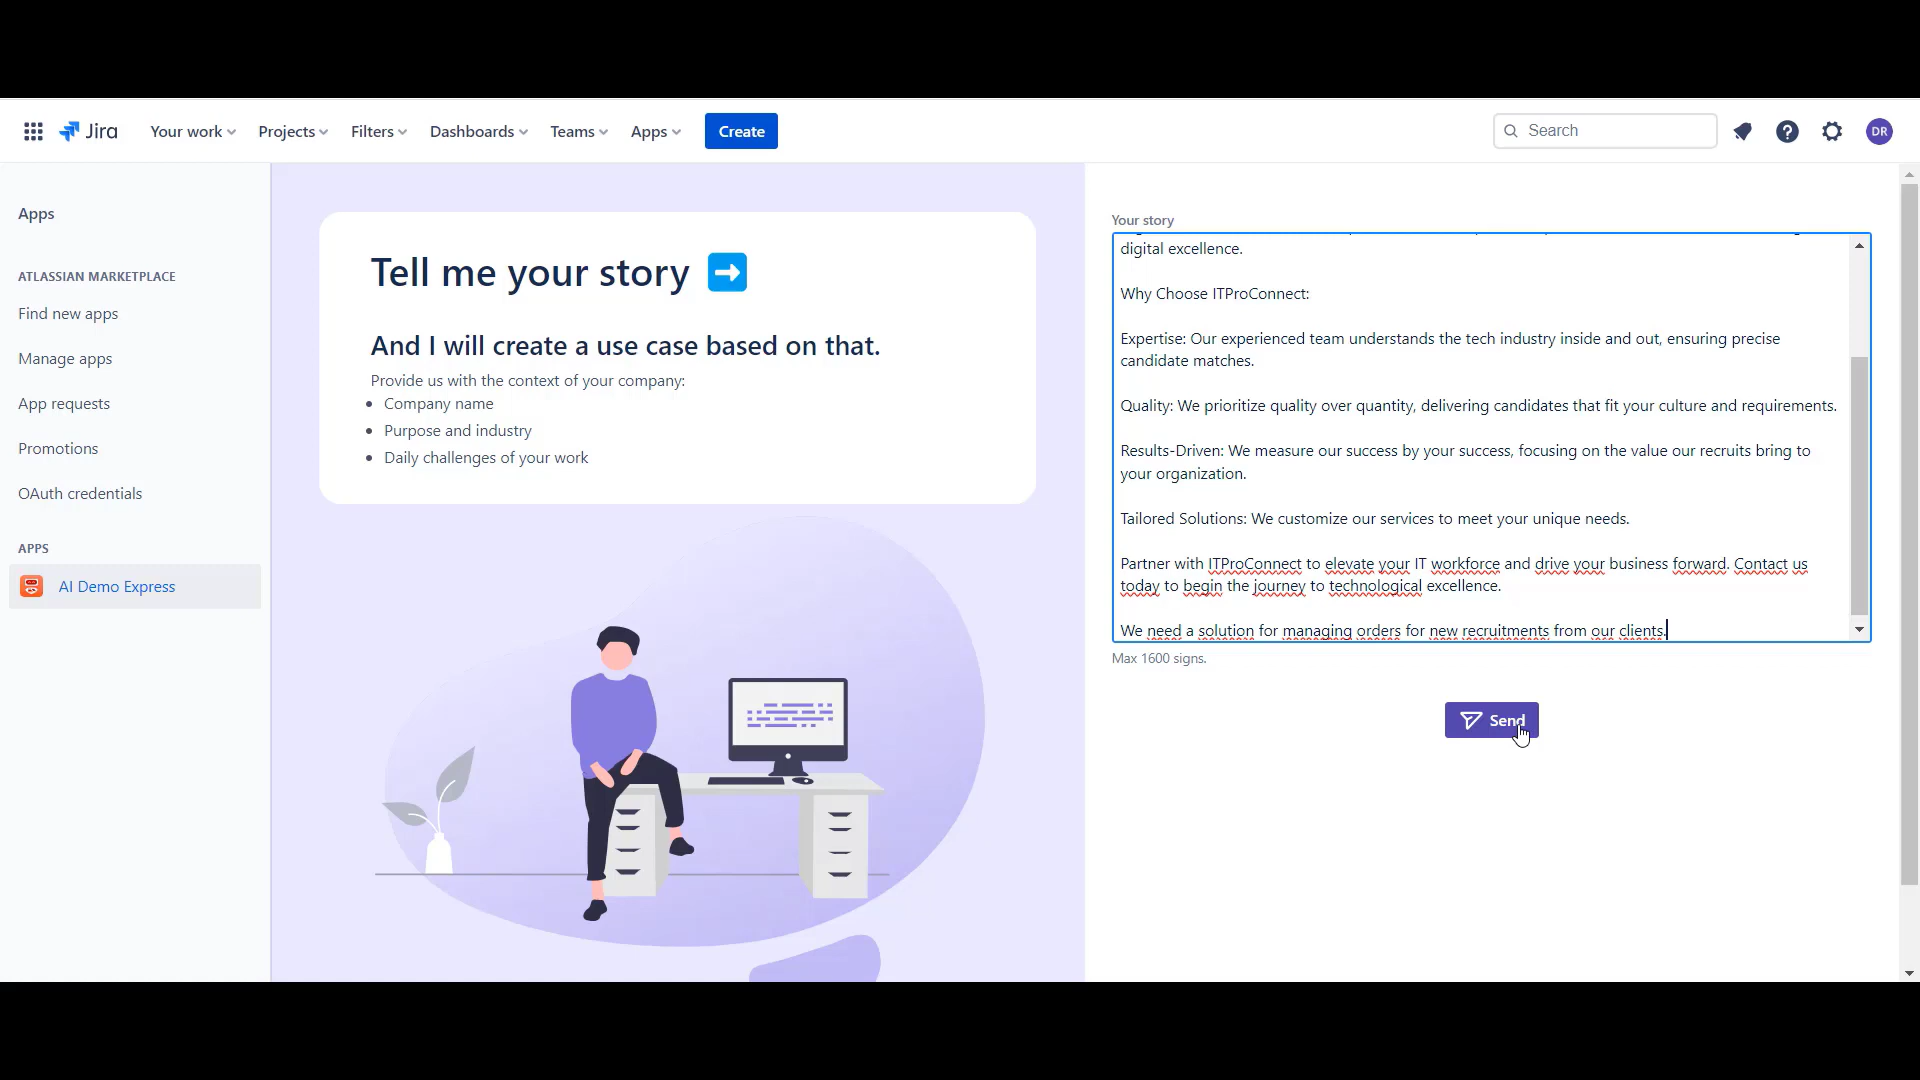 Jira
Your work
Projects
Filters
Dashboards
Teams
Apps
Create
Search
DR
Apps
ATLASSIAN MARKETPLACE
Find new apps
Manage apps
App requests
Promotions
OAuth credentials
APPS
AI Demo Express
Tell me your story
And I will create a use case based on that.
Provide us with the context of your company:
Company name
Purpose and industry
Daily challenges of your work
Your story
digital excellence.
Why Choose ITProConnect:
Expertise: Our experienced team understands the tech industry inside and out, ensuring precise
candidate matches.
Quality: We prioritize quality over quantity, delivering candidates that fit your culture and requirements.
Results-Driven: We measure our success by your success, focusing on the value our recruits bring to
your organization.
Tailored Solutions: We customize our services to meet your unique needs.
Partner with ITProConnect to elevate your IT workforce and drive your business forward. Contact us
today to begin the journey to technological excellence.
We need a solution for managing orders for new recruitments from our clients.
Max 1600 signs.
Send